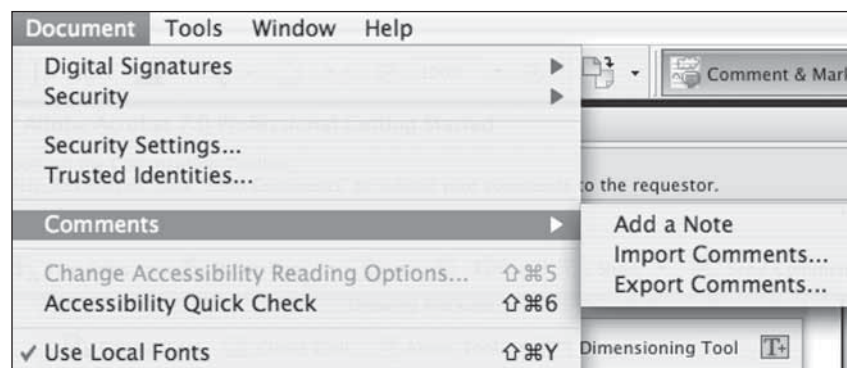 Document Tools Window Help
Digital Signatures
Security
Comment & Mar
Security Settings...
Trusted Identities...
to the requestor.
Comments
Add a Note
Import Comments...
Export Comments...
Change Accessibility Reading Options... ⇧⌘5
Accessibility Quick Check ⇧⌘6
✓ Use Local Fonts ⇧⌘Y
Dimensioning Tool T+